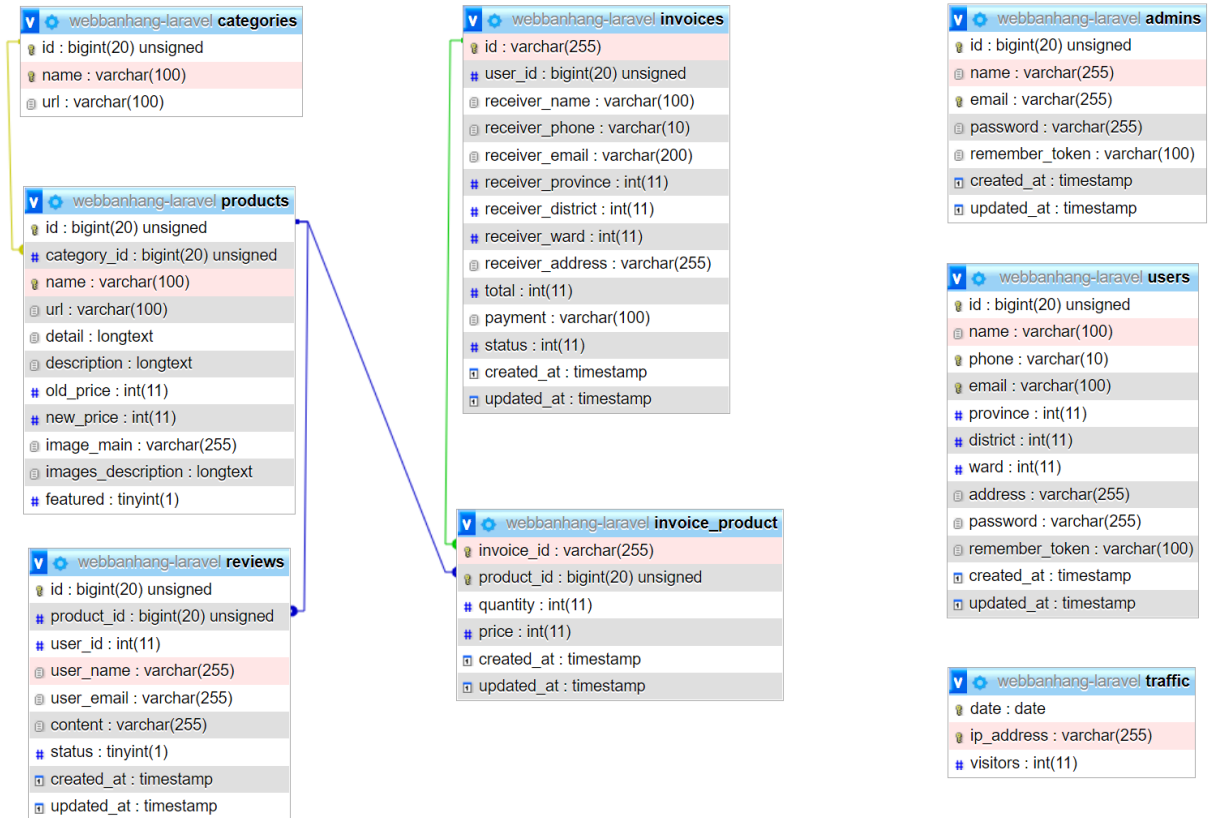 webbanhang-laravel categories
id : bigint(20) unsigned
name : varchar(100)
url : varchar(100)
webbanhang-laravel products
id : bigint(20) unsigned
category_id : bigint(20) unsigned
name : varchar(100)
url : varchar(100)
detail : longtext
description : longtext
old_price : int(11)
new_price : int(11)
image_main : varchar(255)
images_description : longtext
featured : tinyint(1)
webbanhang-laravel reviews
id : bigint(20) unsigned
product_id : bigint(20) unsigned
user_id : int(11)
user_name : varchar(255)
user_email : varchar(255)
content : varchar(255)
status : tinyint(1)
created_at : timestamp
updated_at : timestamp
webbanhang-laravel invoices
id : varchar(255)
user_id : bigint(20) unsigned
receiver_name : varchar(100)
receiver_phone : varchar(10)
receiver_email : varchar(200)
receiver_province : int(11)
receiver_district : int(11)
receiver_ward : int(11)
receiver_address : varchar(255)
total : int(11)
payment : varchar(100)
status : int(11)
created_at : timestamp
updated_at : timestamp
webbanhang-laravel invoice_product
invoice_id : varchar(255)
product_id : bigint(20) unsigned
quantity : int(11)
price : int(11)
created_at : timestamp
updated_at : timestamp
webbanhang-laravel admins
id : bigint(20) unsigned
name : varchar(255)
email : varchar(255)
password : varchar(255)
remember_token : varchar(100)
created_at : timestamp
updated_at : timestamp
webbanhang-laravel users
id : bigint(20) unsigned
name : varchar(100)
phone : varchar(10)
email : varchar(100)
province : int(11)
district : int(11)
ward : int(11)
address : varchar(255)
password : varchar(255)
remember_token : varchar(100)
created_at : timestamp
updated_at : timestamp
webbanhang-laravel traffic
date : date
ip_address : varchar(255)
visitors : int(11)